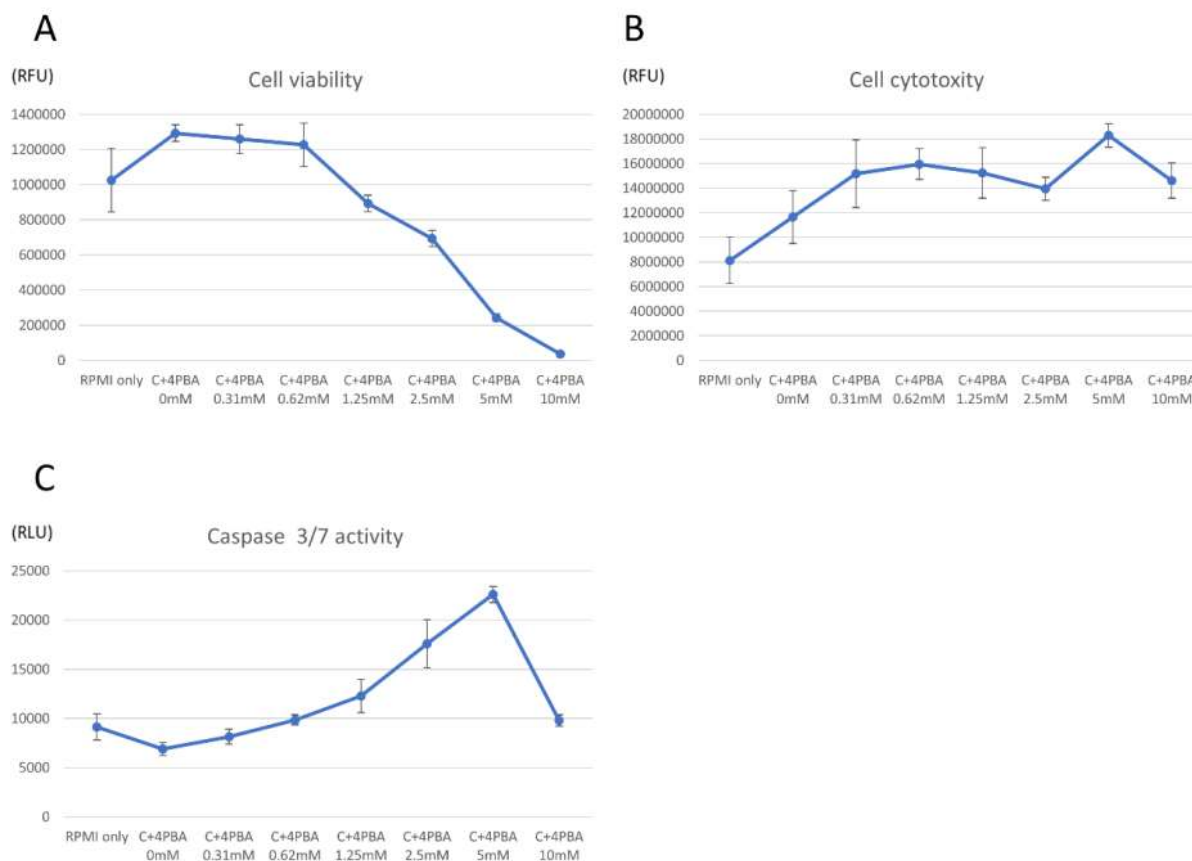 A
(RFU)
Cell viability
1400000
1200000
1000000
800000
600000
400000
200000
0
RPMI only C+4PBA C+4PBA C+4PBA C+4PBA C+4PBA C+4PBA C+4PBA
0mM 0.31mM 0.62mM 1.25mM 2.5mM 5mM 10mM
B
(RFU)
Cell cytotoxity
20000000
18000000
16000000
14000000
12000000
10000000
8000000
6000000
4000000
2000000
0
RPMI only C+4PBA C+4PBA C+4PBA C+4PBA C+4PBA C+4PBA C+4PBA
0mM 0.31mM 0.62mM 1.25mM 2.5mM 5mM 10mM
C
(RLU)
Caspase 3/7 activity
25000
20000
15000
10000
5000
0
RPMI only C+4PBA C+4PBA C+4PBA C+4PBA C+4PBA C+4PBA C+4PBA
0mM 0.31mM 0.62mM 1.25mM 2.5mM 5mM 10mM